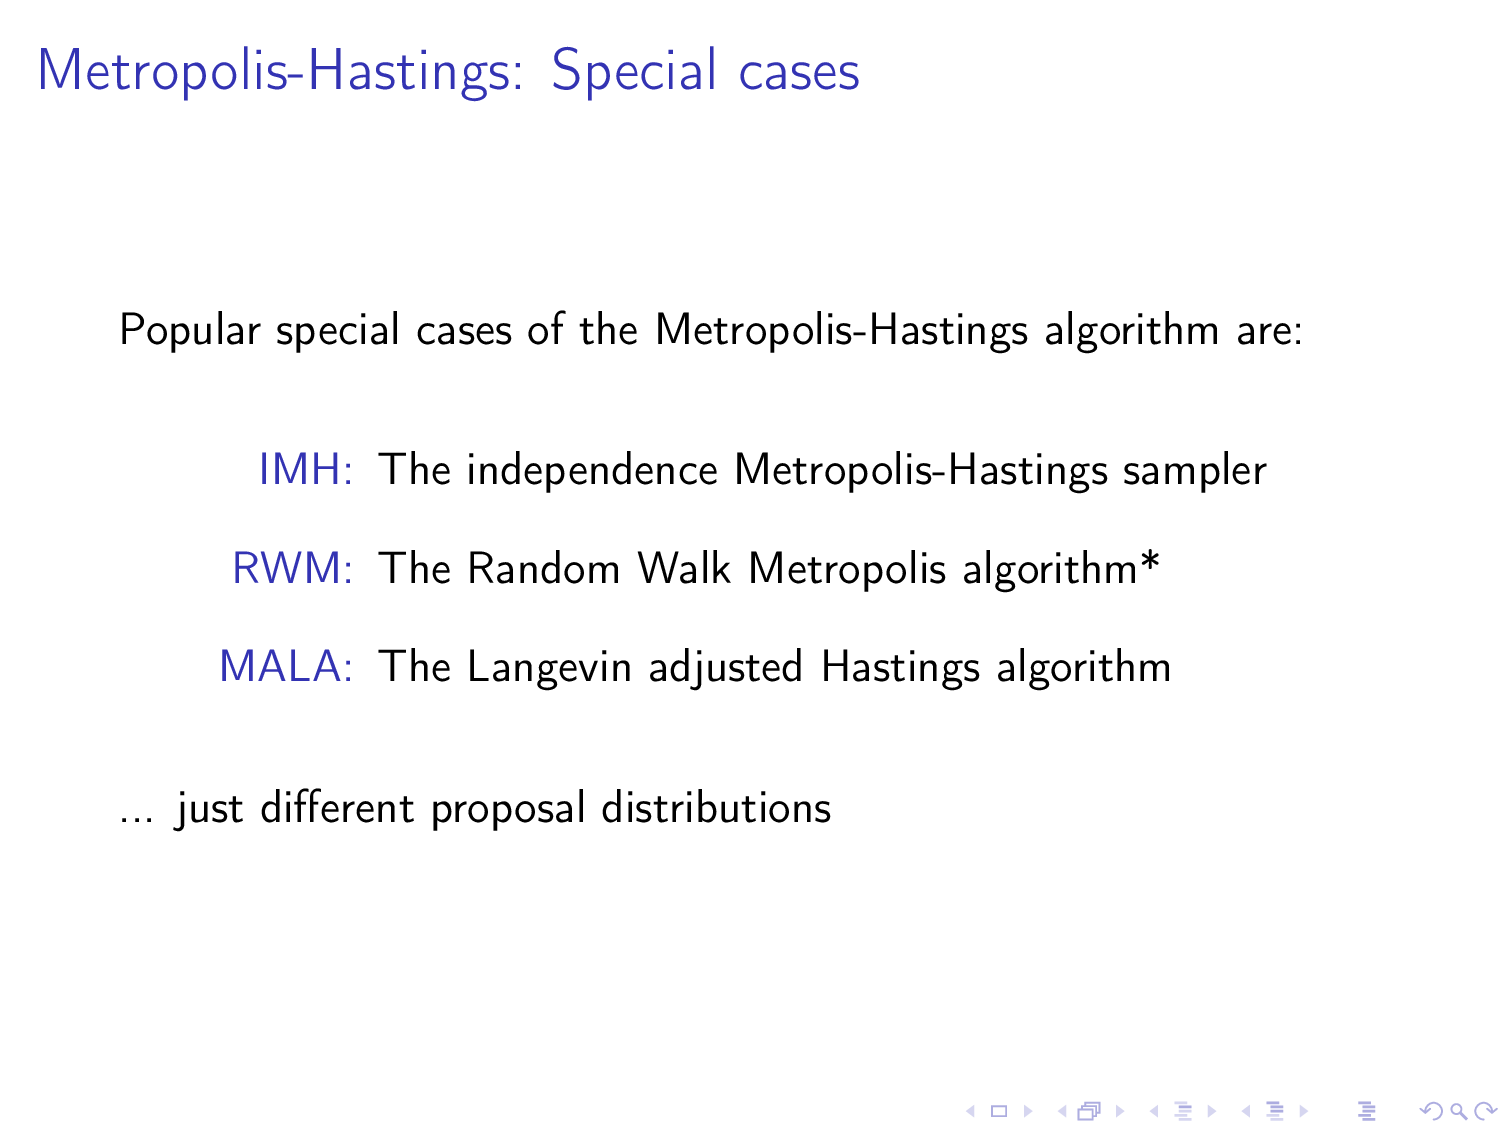 Metropolis-Hastings: Special cases
Popular special cases of the Metropolis-Hastings algorithm are:
IMH: The independence Metropolis-Hastings sampler
RWM: The Random Walk Metropolis algorithm*
MALA: The Langevin adjusted Hastings algorithm
... just different proposal distributions